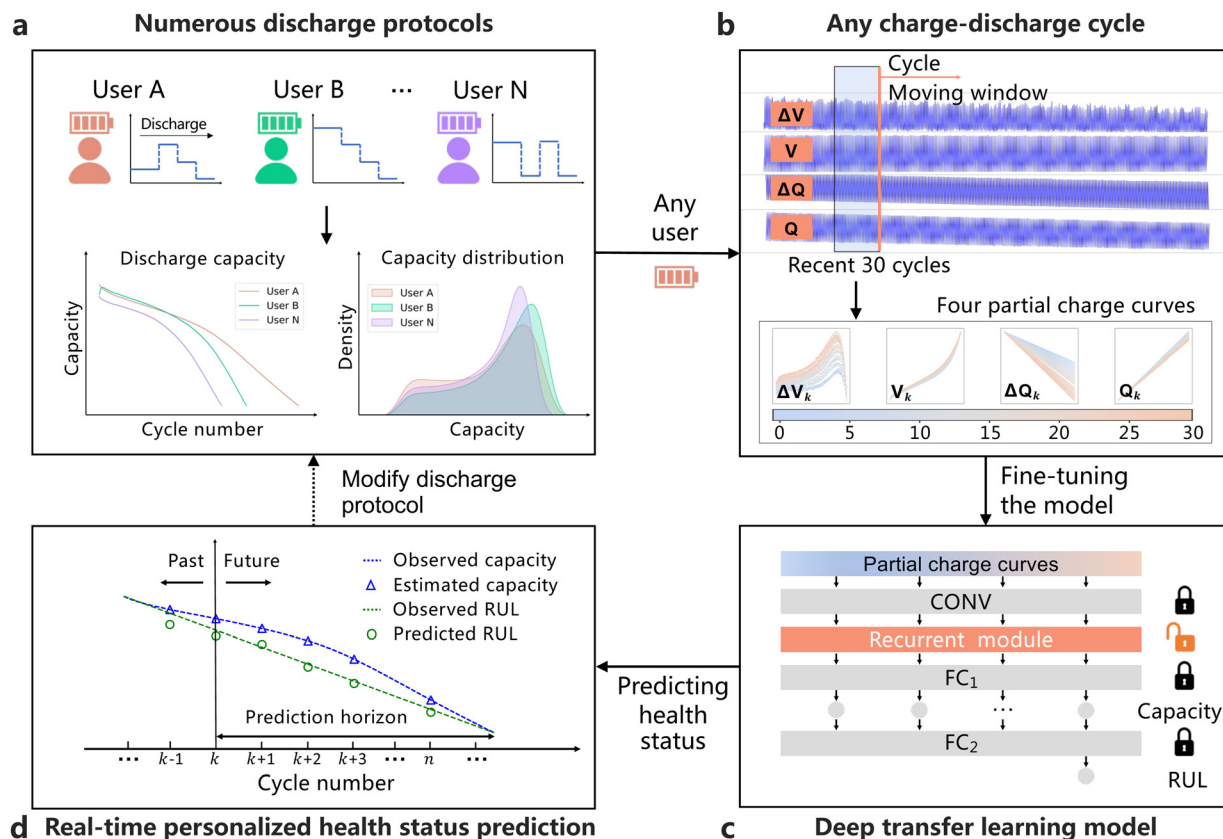 a
Numerous discharge protocols
User A
User B
...
User N
Discharge
Discharge capacity
User A
User B
User N
Capacity
Cycle number
Capacity distribution
User A
User B
User N
Density
Capacity
Any
user
b
Any charge-discharge cycle
Cycle
Moving window
ΔV
V
ΔQ
Q
Recent 30 cycles
Four partial charge curves
ΔVk
Vk
ΔQk
Qk
0 5 10 15 20 25 30
Fine-tuning
the model
Partial charge curves
CONV
Recurrent module
FC1
...
Capacity
FC2
RUL
c
Deep transfer learning model
Predicting
health
status
Modify discharge
protocol
Past
Future
Observed capacity
Estimated capacity
Observed RUL
Predicted RUL
Prediction horizon
... k-1 k k+1 k+2 k+3 ... n ...
Cycle number
d
Real-time personalized health status prediction